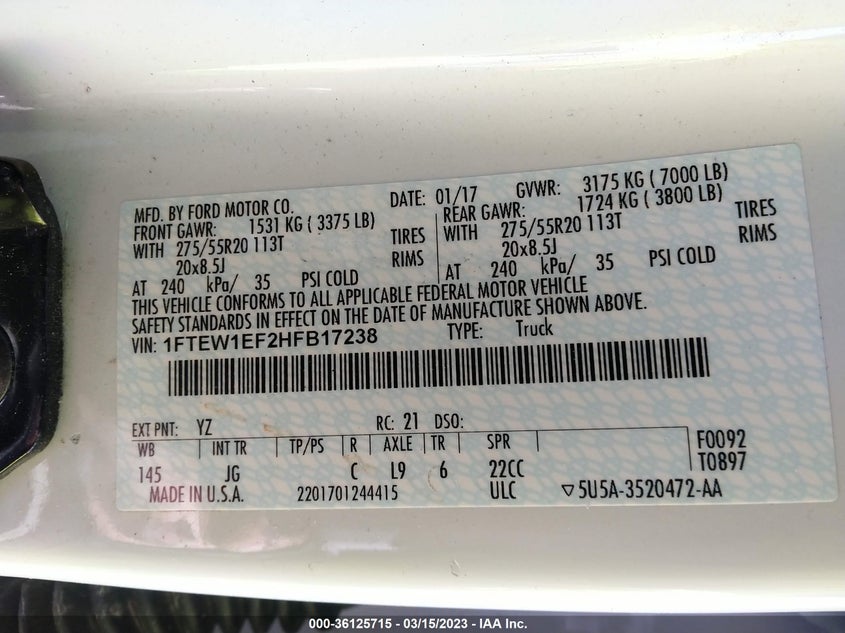 MFD. BY FORD MOTOR CO. DATE: 01/17 GVWR: 3175 KG ( 7000 LB)
FRONT GAWR: 1531 KG ( 3375 LB) REAR GAWR: 1724 KG ( 3800 LB)
WITH 275/55R20 113T TIRES WITH 275/55R20 113T TIRES
20x8.5J RIMS 20x8.5J RIMS
AT 240 kPa/ 35 PSI COLD AT 240 kPa/ 35 PSI COLD
THIS VEHICLE CONFORMS TO ALL APPLICABLE FEDERAL MOTOR VEHICLE
SAFETY STANDARDS IN EFFECT ON THE DATE OF MANUFACTURE SHOWN ABOVE.
VIN: 1FTEW1EF2HFB17238 TYPE: Truck
EXT PNT: YZ RC: 21 DSO:
WB INT TR TP/PS R AXLE TR SPR F0092
145 JG C L9 6 22CC T0897
MADE IN U.S.A. 2201701244415 ULC ▽5U5A-3520472-AA
000-36125715 - 03/15/2023 - IAA Inc.